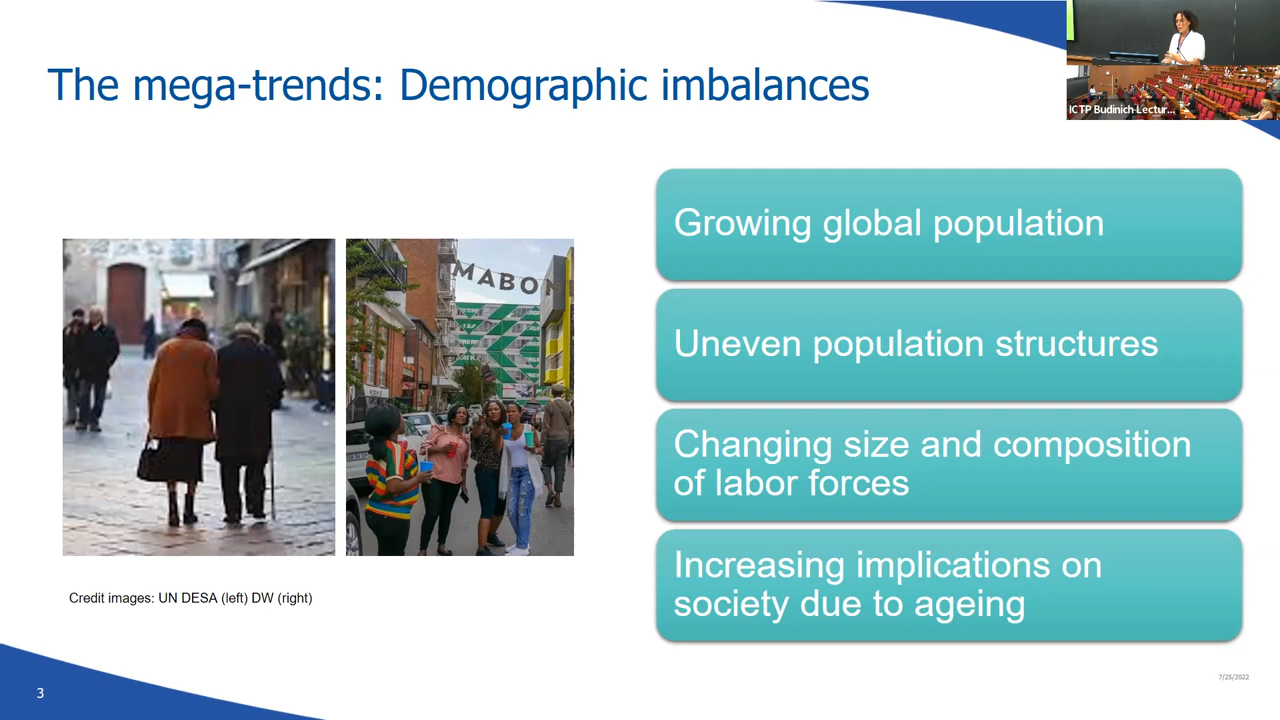 The mega-trends: Demographic imbalances
ICTP Budinich Lectur...
Growing global population
Uneven population structures
Changing size and composition
of labor forces
Increasing implications on
society due to ageing
MABON
Credit images: UN DESA (left) DW (right)
7/25/2022
3